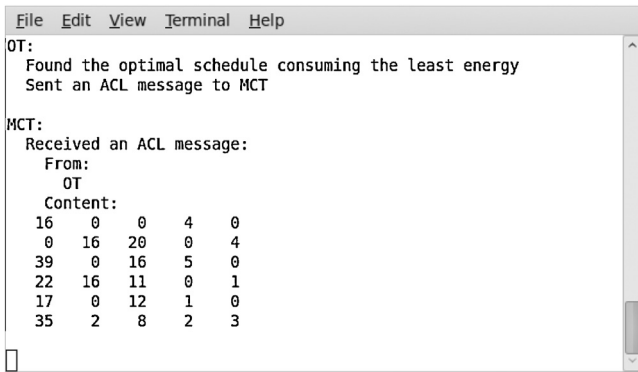 File Edit View Terminal Help
OT:
  Found the optimal schedule consuming the least energy
  Sent an ACL message to MCT
MCT:
  Received an ACL message:
    From:
      OT
    Content:
   16    0    0    4    0
    0   16   20    0    4
   39    0   16    5    0
   22   16   11    0    1
   17    0   12    1    0
   35    2    8    2    3